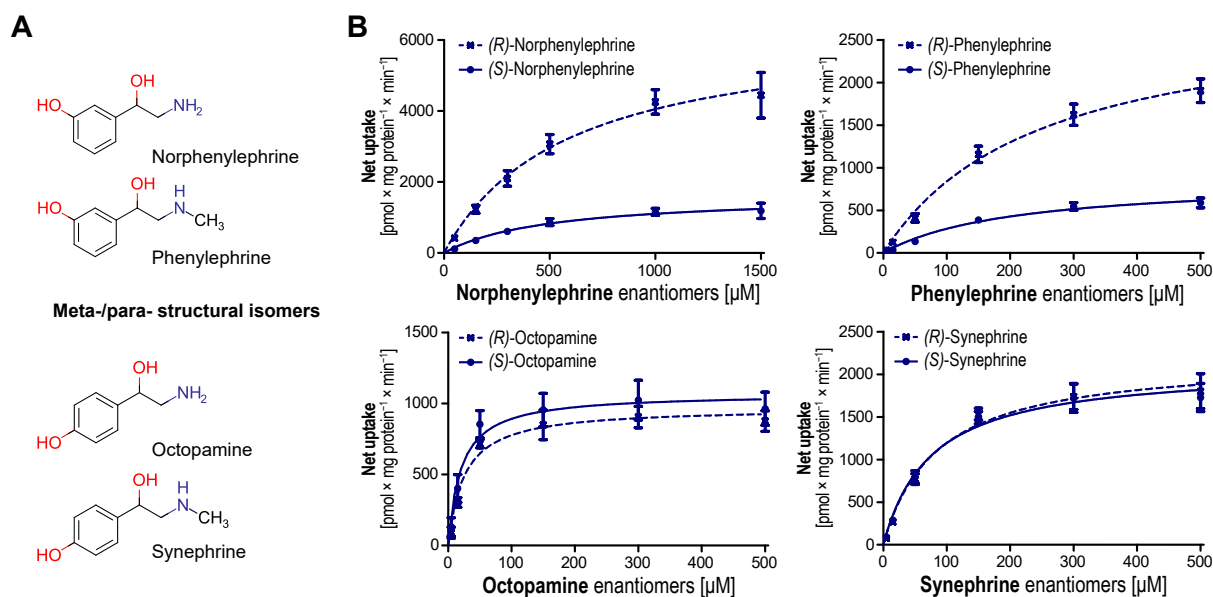 A
OH
HO
NH₂
Norphenylephrine
OH
H
N
HO
CH₃
Phenylephrine
Meta-/para- structural isomers
OH
NH₂
HO
Octopamine
OH
H
N
CH₃
HO
Synephrine
B
Net uptake
[pmol × mg protein⁻¹ × min⁻¹]
6000
4000
2000
0
(R)-Norphenylephrine
(S)-Norphenylephrine
0 500 1000 1500
Norphenylephrine enantiomers [µM]
Net uptake
[pmol × mg protein⁻¹ × min⁻¹]
2500
2000
1500
1000
500
0
(R)-Phenylephrine
(S)-Phenylephrine
0 100 200 300 400 500
Phenylephrine enantiomers [µM]
Net uptake
[pmol × mg protein⁻¹ × min⁻¹]
1500
1000
500
0
(R)-Octopamine
(S)-Octopamine
0 100 200 300 400 500
Octopamine enantiomers [µM]
Net uptake
[pmol × mg protein⁻¹ × min⁻¹]
2500
2000
1500
1000
500
0
(R)-Synephrine
(S)-Synephrine
0 100 200 300 400 500
Synephrine enantiomers [µM]